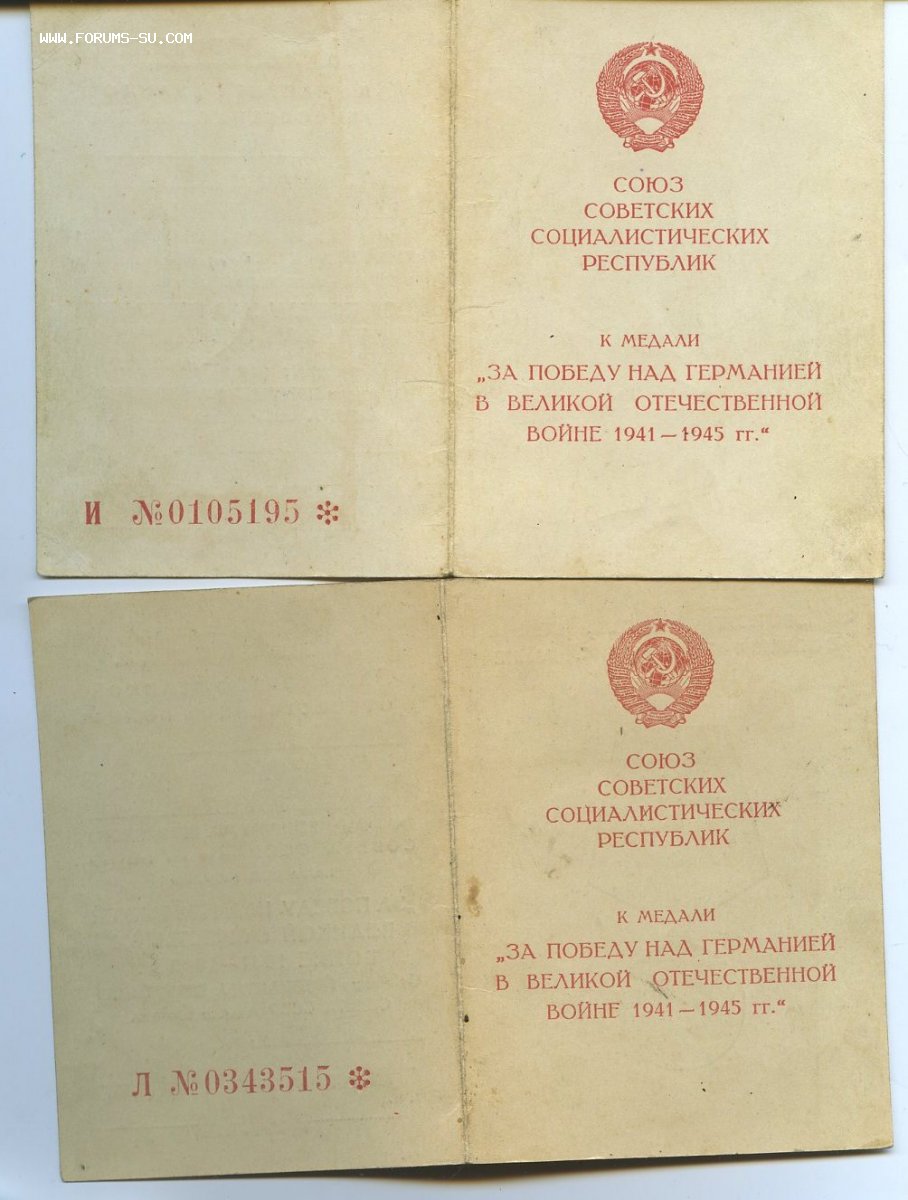 WWW.FORUMS-SU.COM
СОЮЗ
СОВЕТСКИХ
СОЦИАЛИСТИЧЕСКИХ
РЕСПУБЛИК
К МЕДАЛИ
„ЗА ПОБЕДУ НАД ГЕРМАНИЕЙ
В ВЕЛИКОЙ ОТЕЧЕСТВЕННОЙ
ВОЙНЕ 1941—1945 гг.“
И №0105195 *
СОЮЗ
СОВЕТСКИХ
СОЦИАЛИСТИЧЕСКИХ
РЕСПУБЛИК
К МЕДАЛИ
„ЗА ПОБЕДУ НАД ГЕРМАНИЕЙ
В ВЕЛИКОЙ ОТЕЧЕСТВЕННОЙ
ВОЙНЕ 1941—1945 гг.“
Л №0343515 *